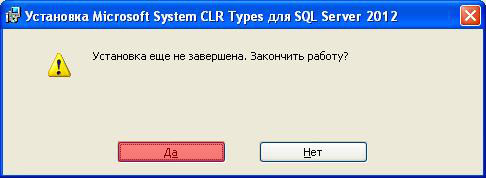 Установка Microsoft System CLR Types для SQL Server 2012
Установка еще не завершена. Закончить работу?
Да
Нет